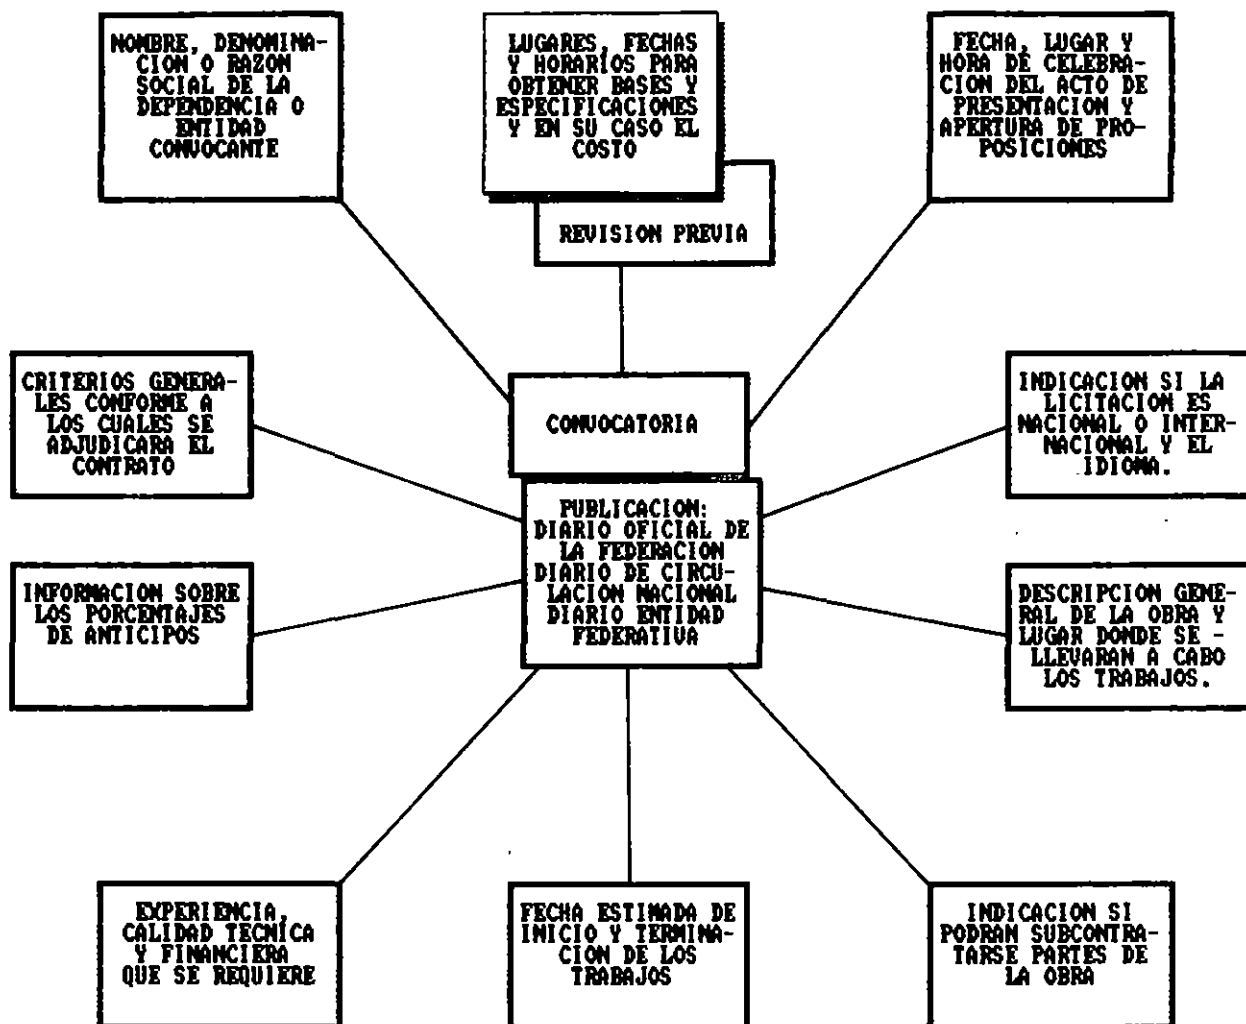 NOMBRE, DENOMINA-
CION O RAZON
SOCIAL DE LA
DEPENDENCIA O
ENTIDAD
CONVOCANTE
LUGARES, FECHAS
Y HORARIOS PARA
OBTENER BASES Y
ESPECIFICACIONES
Y EN SU CASO EL
COSTO
REVISION PREVIA
FECHA, LUGAR Y
HORA DE CELEBRA-
CION DEL ACTO DE
PRESENTACION Y
APERTURA DE PRO-
POSICIONES
CRITERIOS GENERA-
LES CONFORME A
LOS CUALES SE
ADJUDICARA EL
CONTRATO
CONVOCATORIA
INDICACION SI LA
LICITACION ES
NACIONAL O INTER-
NACIONAL Y EL
IDIOMA.
PUBLICACION:
DIARIO OFICIAL DE
LA FEDERACION
DIARIO DE CIRCU-
LACION NACIONAL
DIARIO ENTIDAD
FEDERATIVA
INFORMACION SOBRE
LOS PORCENTAJES
DE ANTICIPOS
DESCRIPCION GENE-
RAL DE LA OBRA Y
LUGAR DONDE SE -
LLEVARAN A CABO
LOS TRABAJOS.
EXPERIENCIA,
CALIDAD TECNICA
Y FINANCIERA
QUE SE REQUIERE
FECHA ESTIMADA DE
INICIO Y TERMINA-
CION DE LOS
TRABAJOS
INDICACION SI
PODRAN SUBCONTRA-
TARSE PARTES DE
LA OBRA